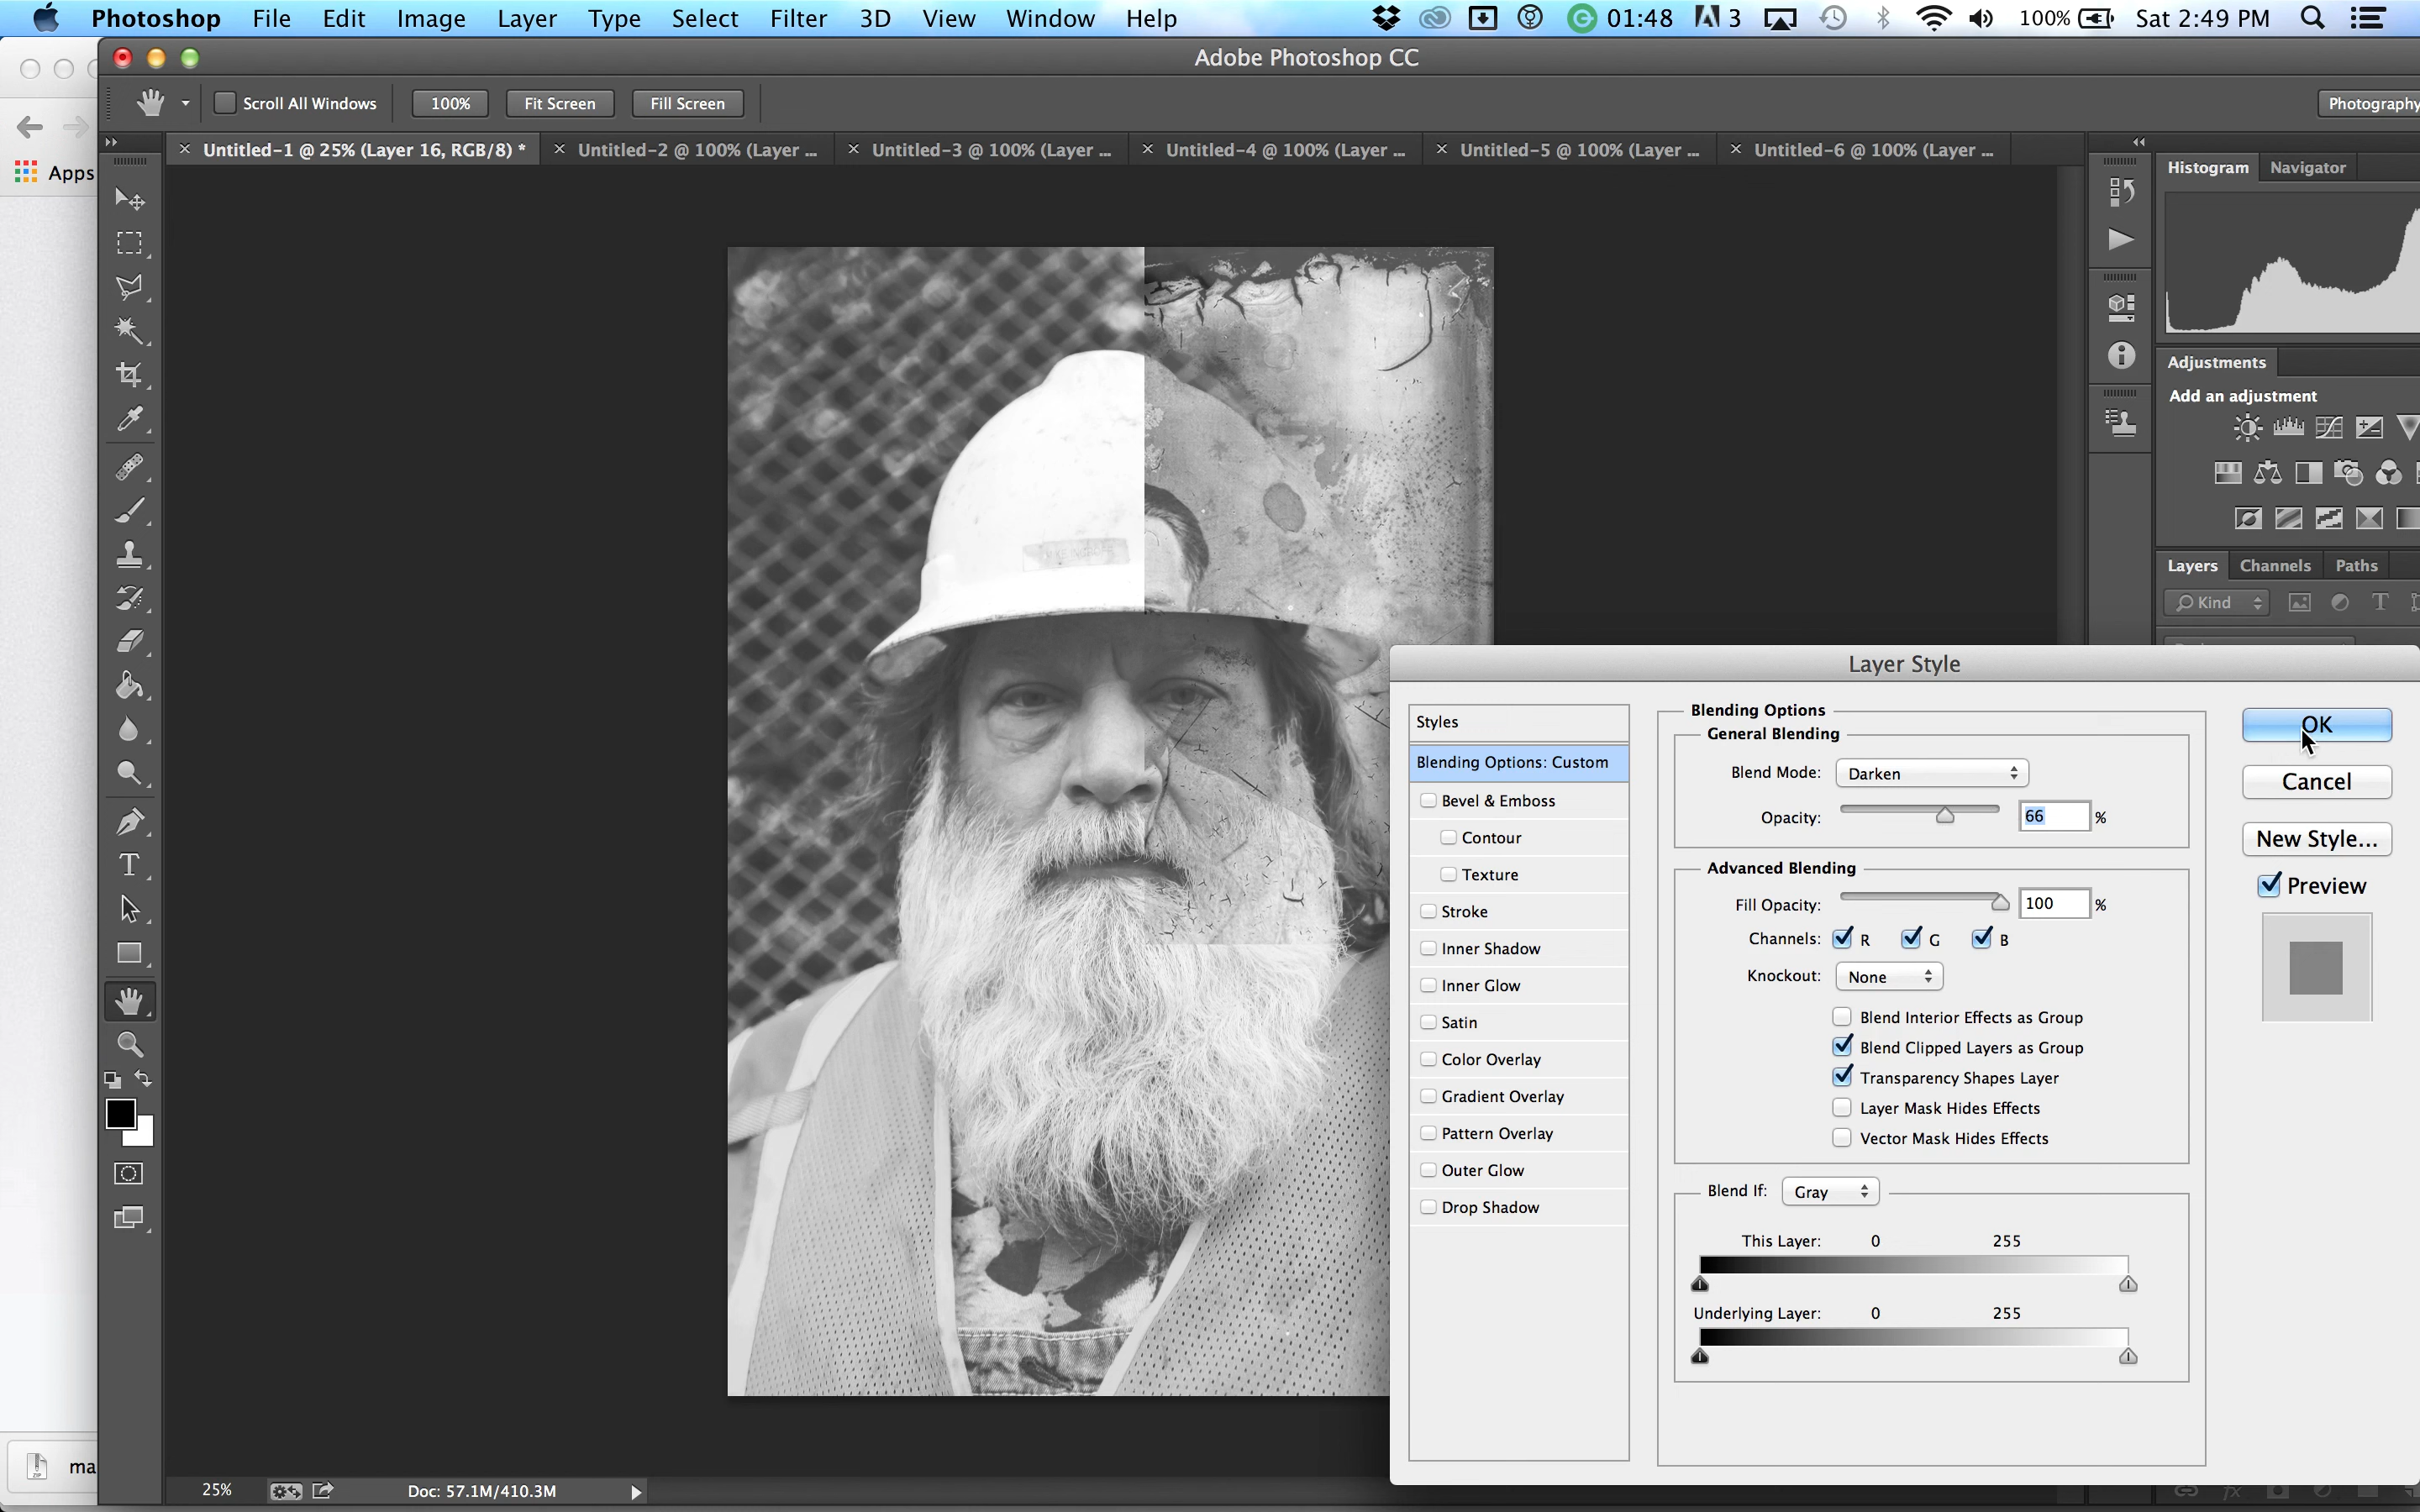 Photoshop File Edit Image Layer Type Select Filter 3D View Window Help 01:48 3 100% Sat 2:49 PM
Adobe Photoshop CC
Scroll All Windows 100% Fit Screen Fill Screen Photography
Untitled-1 @ 25% (Layer 16, RGB/8) * Untitled-2 @ 100% (Layer ... Untitled-3 @ 100% (Layer ... Untitled-4 @ 100% (Layer ... Untitled-5 @ 100% (Layer ... Untitled-6 @ 100% (Layer ...
Apps
Histogram Navigator
Adjustments
Add an adjustment
Layers Channels Paths
Kind
Layer Style
Styles
Blending Options: Custom
Bevel & Emboss
Contour
Texture
Stroke
Inner Shadow
Inner Glow
Satin
Color Overlay
Gradient Overlay
Pattern Overlay
Outer Glow
Drop Shadow
Blending Options
General Blending
Blend Mode: Darken
Opacity: 66 %
Advanced Blending
Fill Opacity: 100 %
Channels: R G B
Knockout: None
Blend Interior Effects as Group
Blend Clipped Layers as Group
Transparency Shapes Layer
Layer Mask Hides Effects
Vector Mask Hides Effects
Blend If: Gray
This Layer: 0 255
Underlying Layer: 0 255
OK
Cancel
New Style...
Preview
ma
25% Doc: 57.1M/410.3M